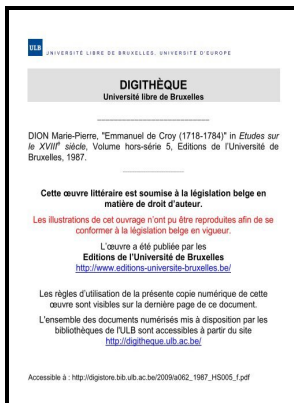 ULB UNIVERSITÉ LIBRE DE BRUXELLES, UNIVERSITÉ D'EUROPE
DIGITHÈQUE
Université libre de Bruxelles
DION Marie-Pierre, "Emmanuel de Croy (1718-1784)" in Etudes sur
le XVIIIe siècle, Volume hors-série 5, Editions de l'Université de
Bruxelles, 1987.
Cette œuvre littéraire est soumise à la législation belge en
matière de droit d'auteur.
Les illustrations de cet ouvrage n'ont pu être reproduites afin de se
conformer à la législation belge en vigueur.
L'œuvre a été publiée par les
Editions de l'Université de Bruxelles
http://www.editions-universite-bruxelles.be/
Les règles d'utilisation de la présente copie numérique de cette
œuvre sont visibles sur la dernière page de ce document.
L'ensemble des documents numérisés mis à disposition par les
bibliothèques de l'ULB sont accessibles à partir du site
http://digitheque.ulb.ac.be/
Accessible à : http://digistore.bib.ulb.ac.be/2009/a062_1987_HS005_f.pdf